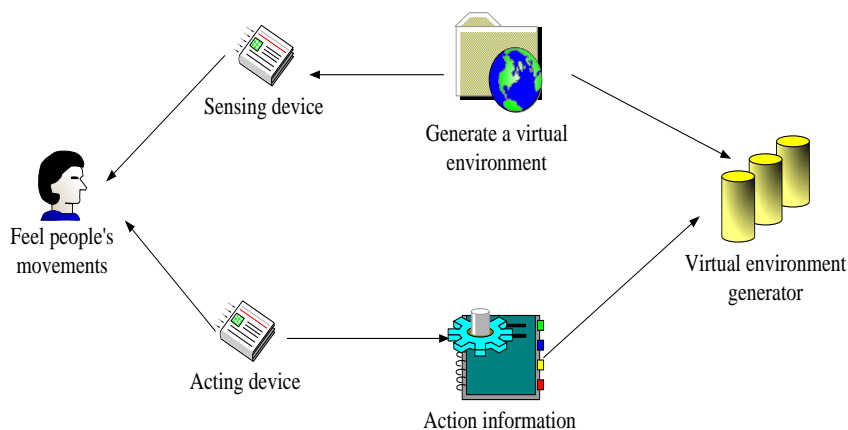 Sensing device
Generate a virtual
environment
Feel people's
movements
Virtual environment
generator
Acting device
Action information